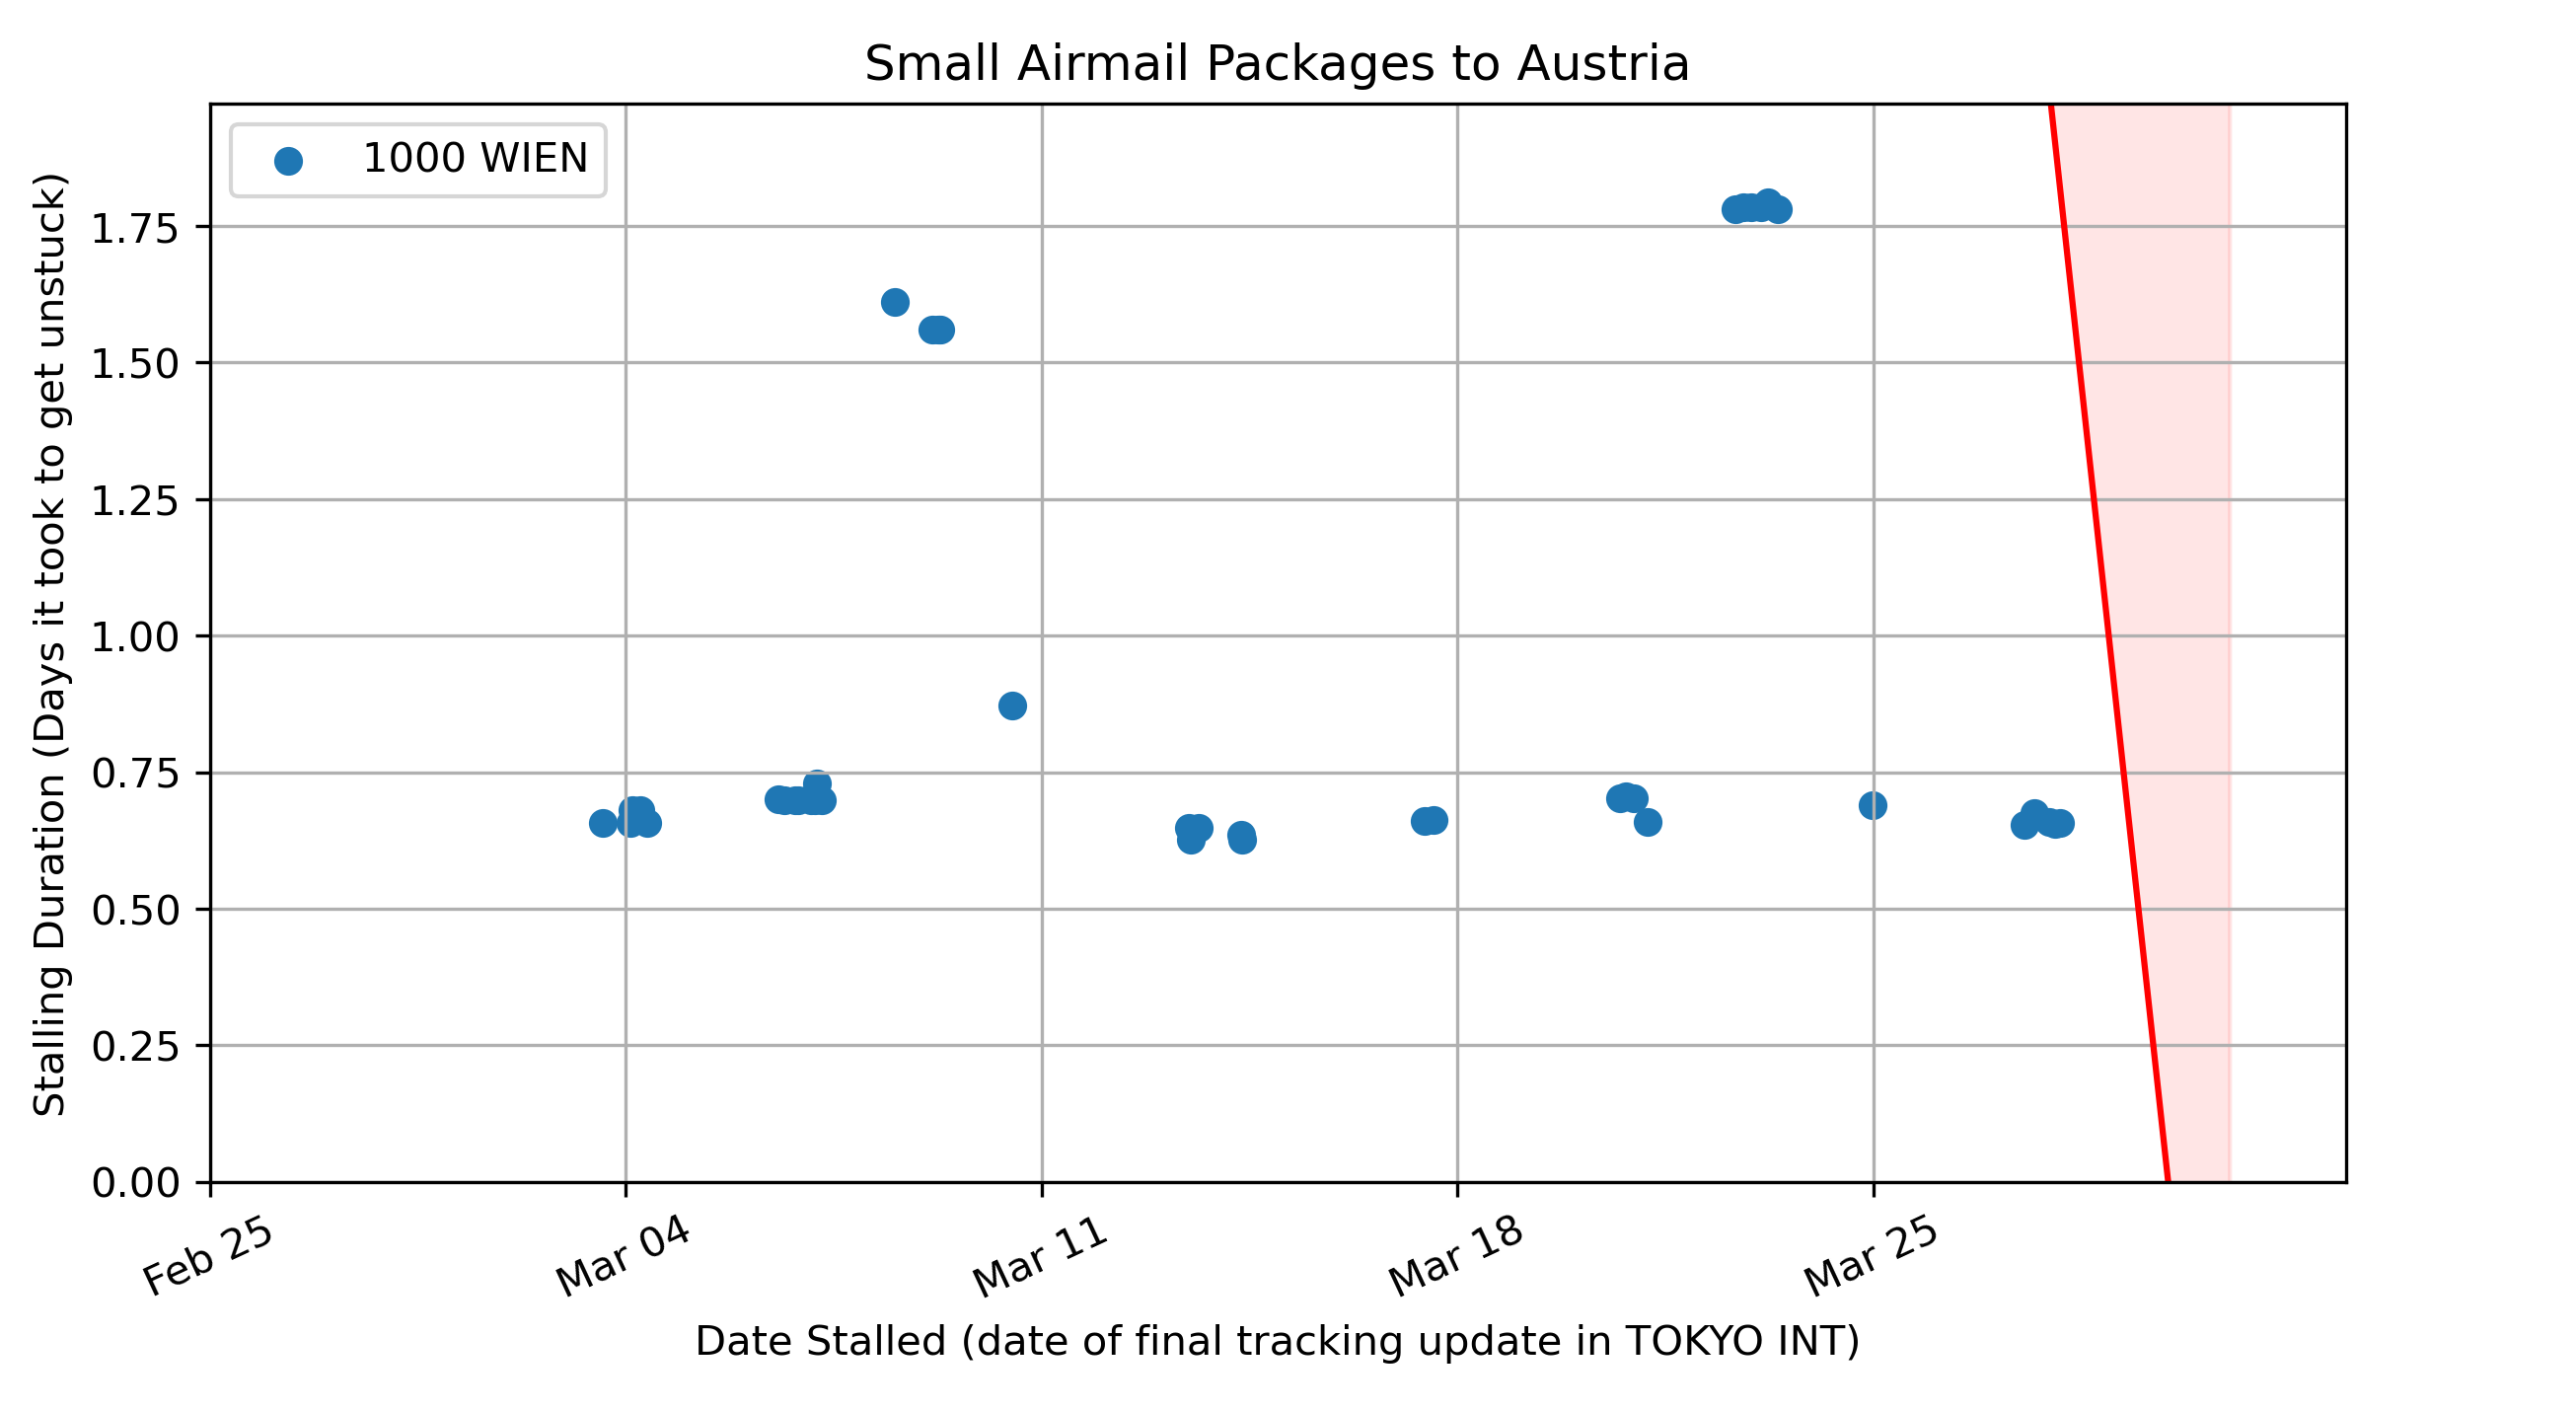 Small Airmail Packages to Austria
1000 WIEN
Stalling Duration (Days it took to get unstuck)
1.75
1.50
1.25
1.00
0.75
0.50
0.25
0.00
Feb 25
Mar 04
Mar 11
Mar 18
Mar 25
Date Stalled (date of final tracking update in TOKYO INT)